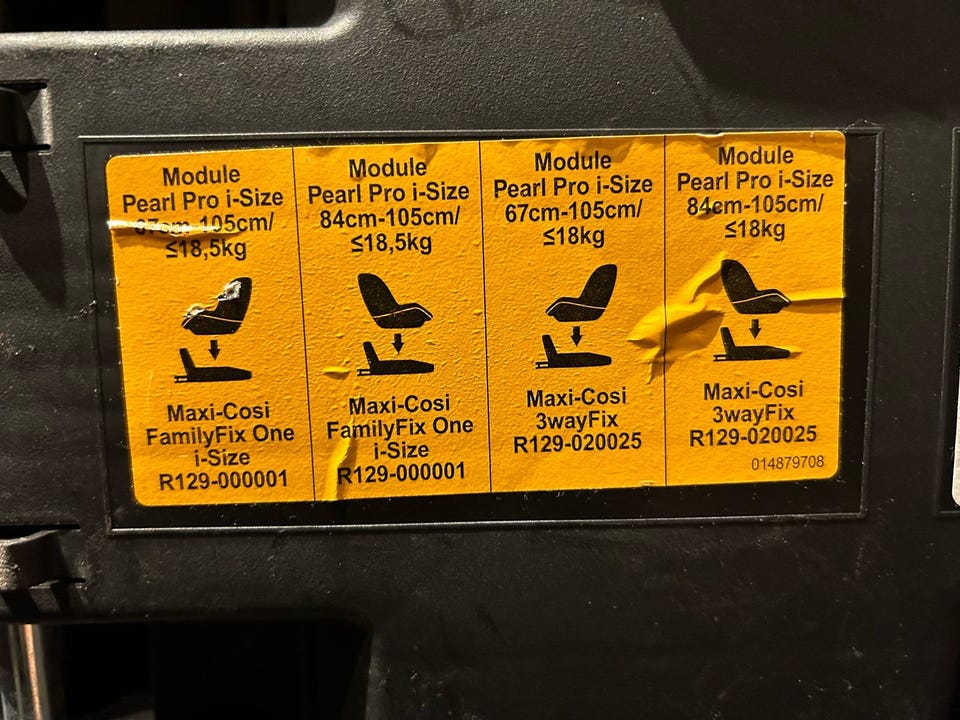 Module
Pearl Pro i-Size
67cm-105cm/
≤18,5kg
Maxi-Cosi
FamilyFix One
i-Size
R129-000001
Module
Pearl Pro i-Size
84cm-105cm/
≤18,5kg
Maxi-Cosi
FamilyFix One
i-Size
R129-000001
Module
Pearl Pro i-Size
67cm-105cm/
≤18kg
Maxi-Cosi
3wayFix
R129-020025
Module
Pearl Pro i-Size
84cm-105cm/
≤18kg
Maxi-Cosi
3wayFix
R129-020025
014879708